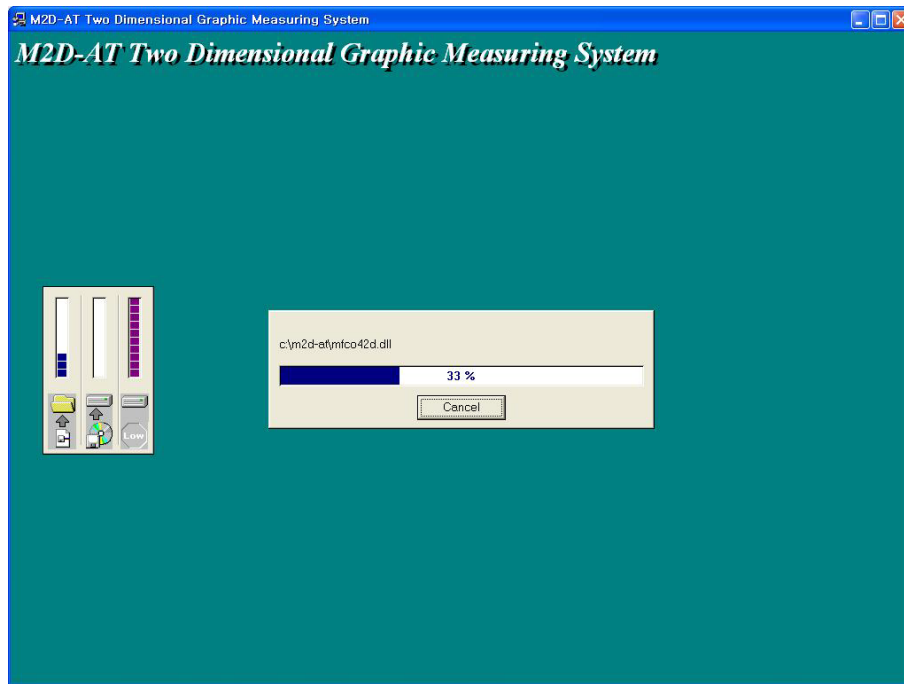 M2D-AT Two Dimensional Graphic Measuring System
M2D-AT Two Dimensional Graphic Measuring System
c:\m2d-at\mfco42d.dll
33 %
Cancel
Low